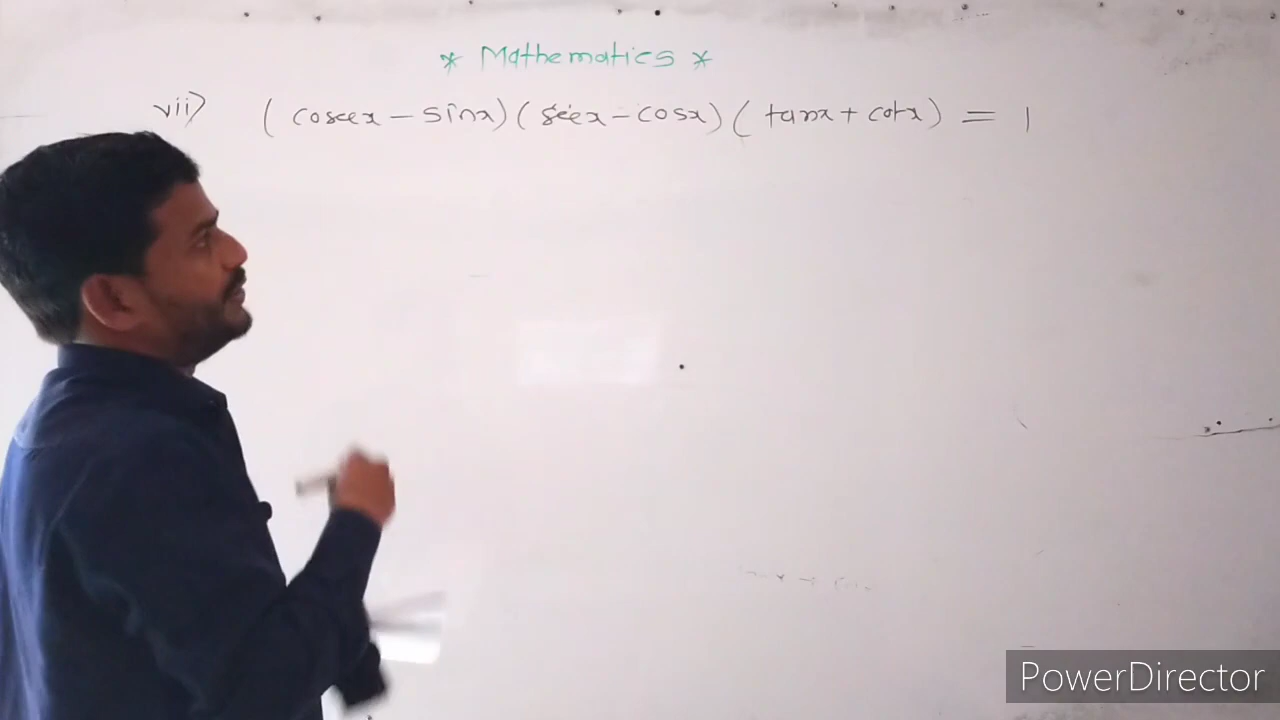 * Mathematics *
vii) (cosecx - sinx)(secx - cosx)(tanx + cotx) = 1
PowerDirector